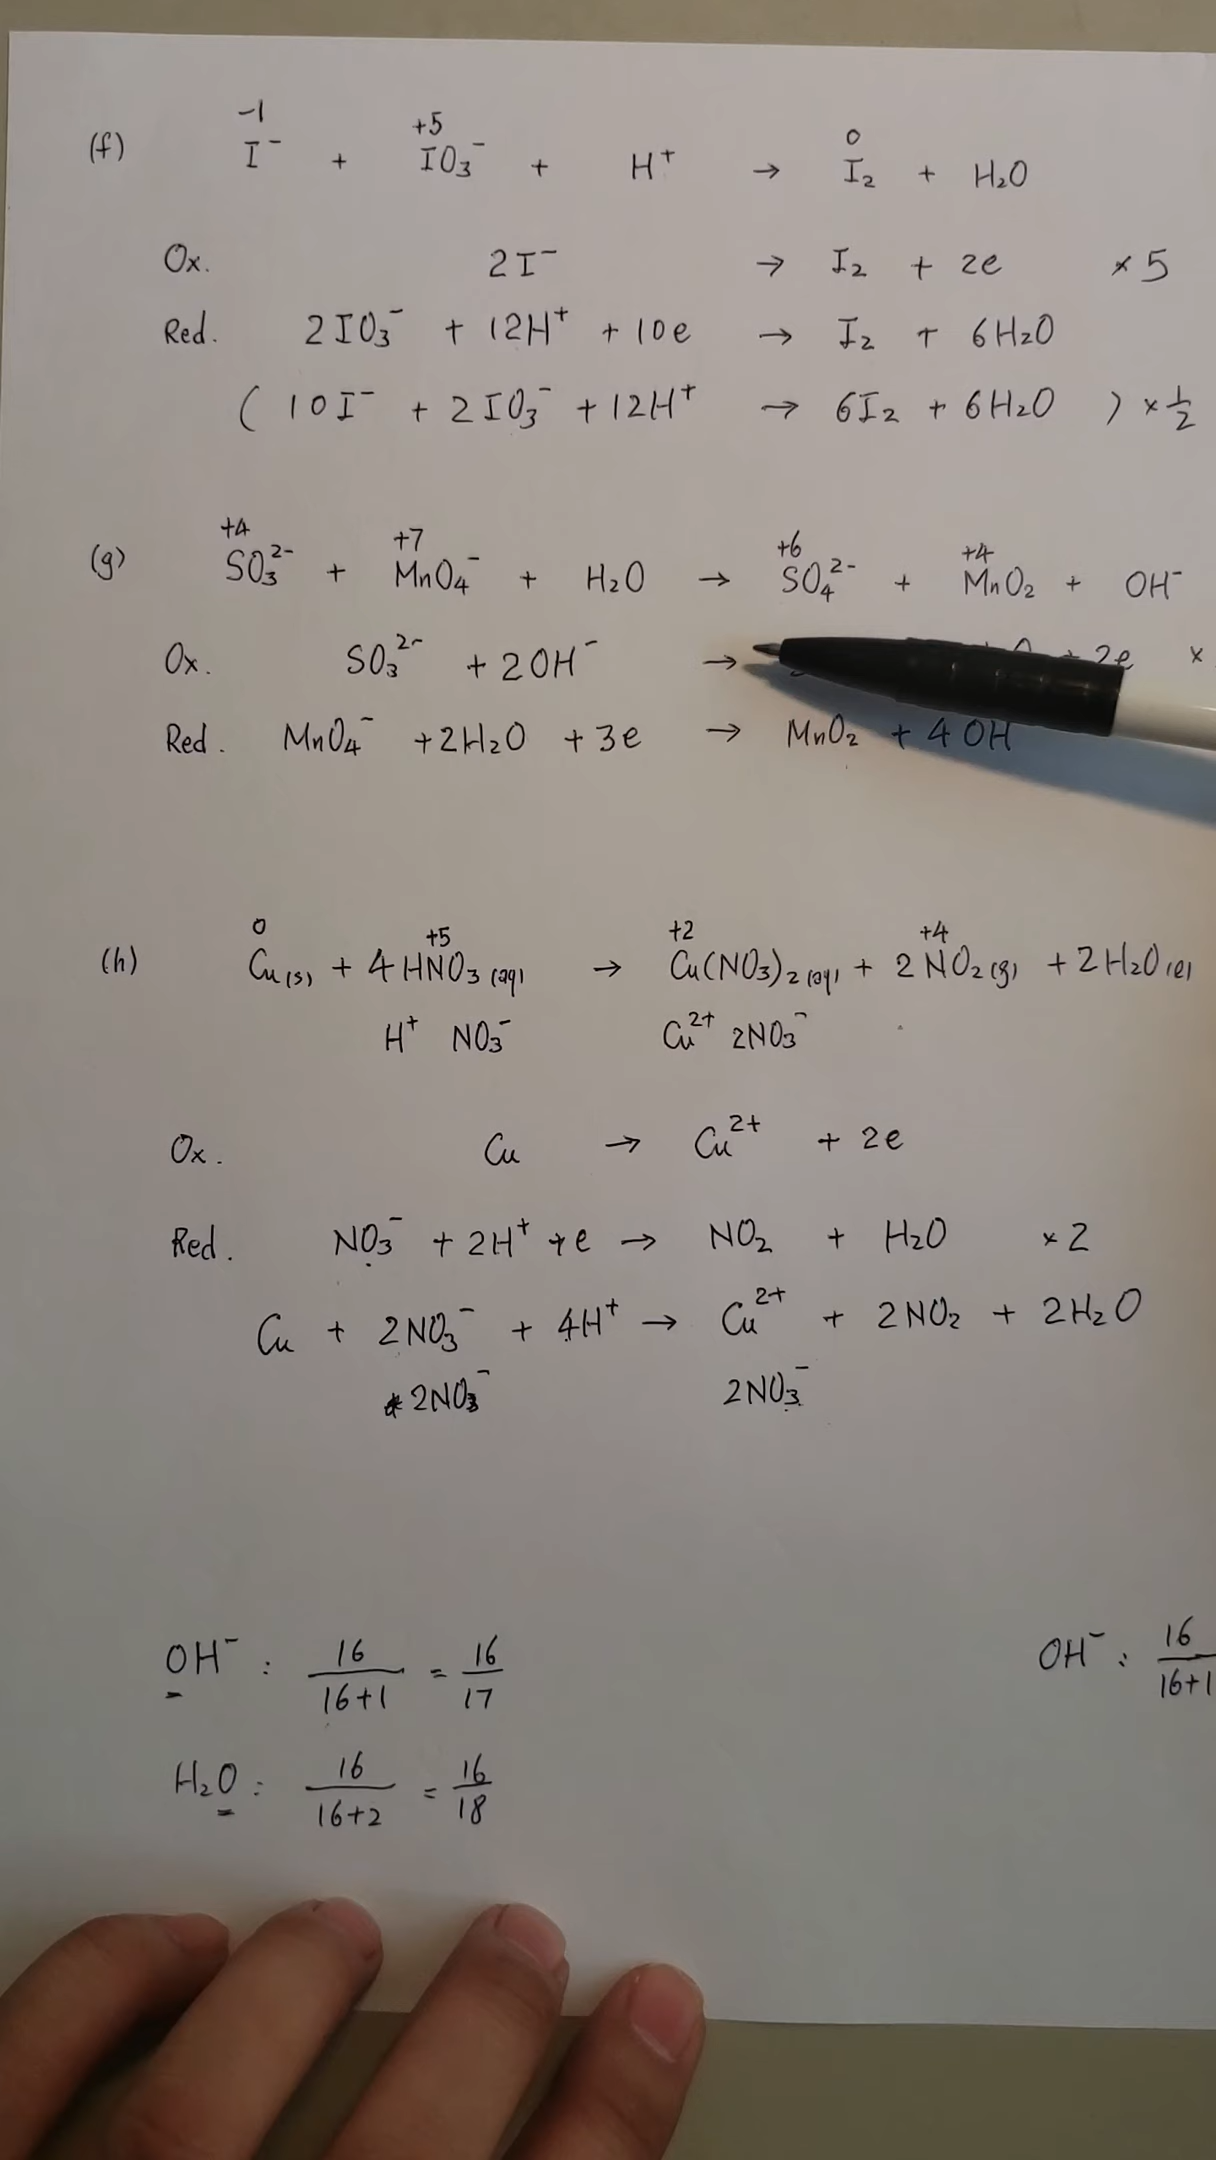 -1 +5 0
(f) I⁻ + IO₃⁻ + H⁺ → I₂ + H₂O
Ox. 2I⁻ → I₂ + 2e ×5
Red. 2IO₃⁻ + 12H⁺ + 10e → I₂ + 6H₂O
(10I⁻ + 2IO₃⁻ + 12H⁺ → 6I₂ + 6H₂O) × 1/2
+4 +7 +6 +4
(g) SO₃²⁻ + MnO₄⁻ + H₂O → SO₄²⁻ + MnO₂ + OH⁻
Ox. SO₃²⁻ + 2OH⁻ → + 2e ×
Red. MnO₄⁻ + 2H₂O + 3e → MnO₂ + 4OH
0 +5 +2 +4
(h) Cu(s) + 4HNO₃(aq) → Cu(NO₃)₂(aq) + 2NO₂(g) + 2H₂O(l)
H⁺ NO₃⁻ Cu²⁺ 2NO₃⁻
Ox. Cu → Cu²⁺ + 2e
Red. NO₃⁻ + 2H⁺ + e → NO₂ + H₂O ×2
Cu + 2NO₃⁻ + 4H⁺ → Cu²⁺ + 2NO₂ + 2H₂O
2NO₃⁻ 2NO₃⁻
OH⁻ : 16/(16+1) = 16/17 OH⁻ : 16/(16+1
H₂O : 16/(16+2) = 16/18